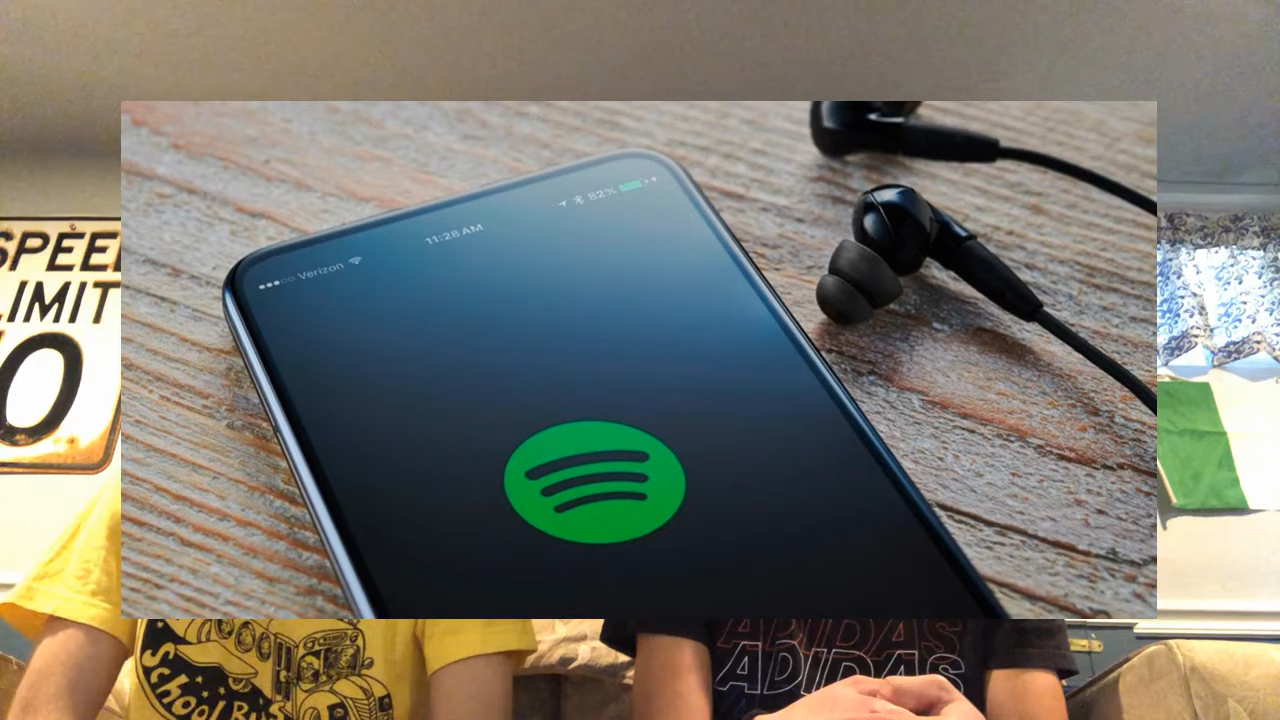 11:28 AM
82%
Verizon
SPEE
LIMIT
0
School Bus
ADIDAS
ADIDAS